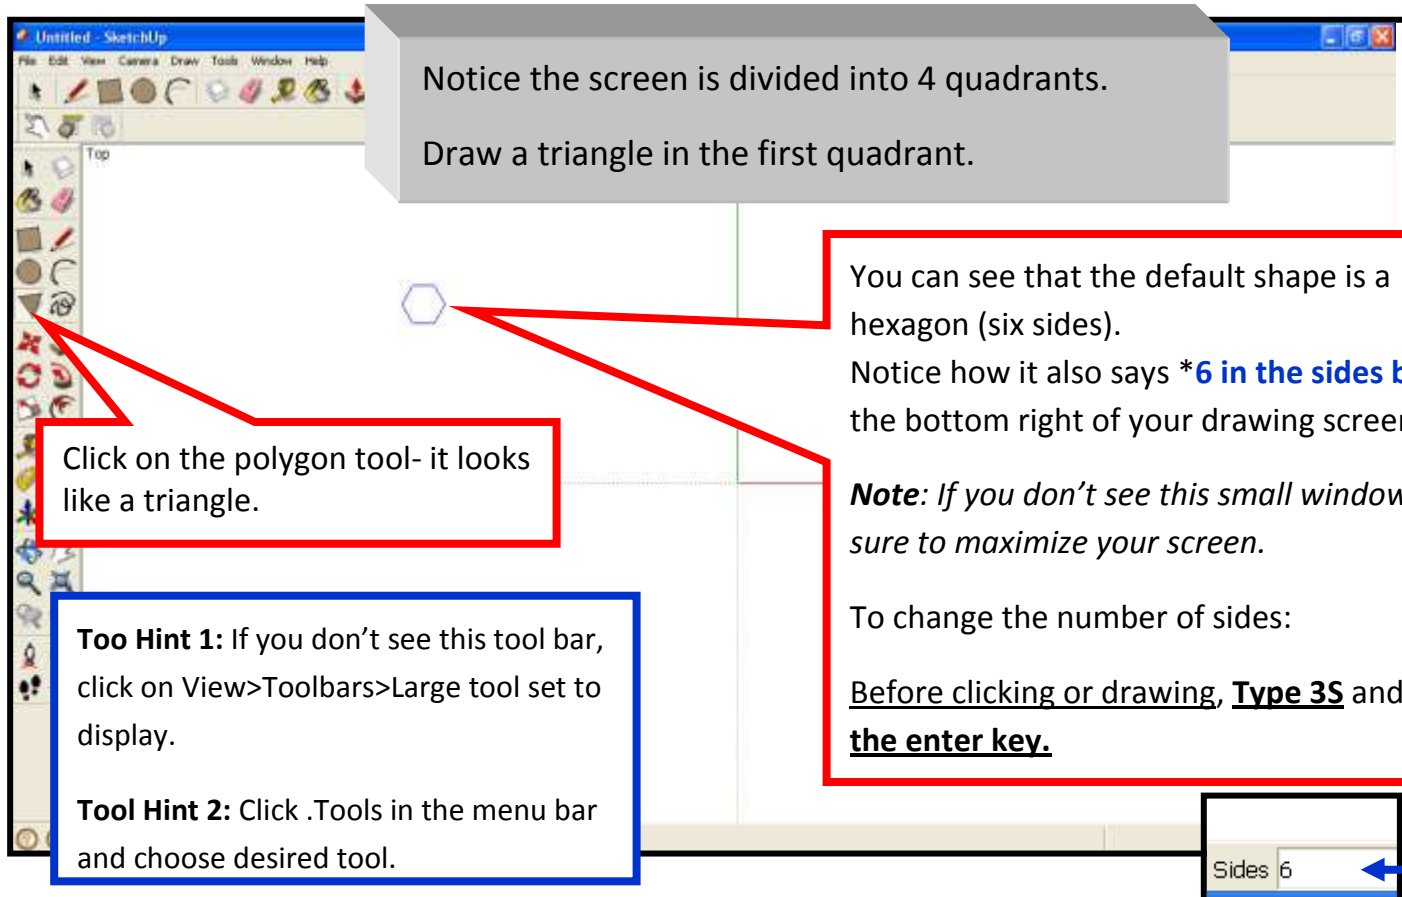 Untitled - SketchUp
File Edit View Camera Draw Tools Window Help
Notice the screen is divided into 4 quadrants.
Draw a triangle in the first quadrant.
Top
You can see that the default shape is a
hexagon (six sides).
Notice how it also says *6 in the sides b
the bottom right of your drawing screen
Note: If you don’t see this small window
sure to maximize your screen.
To change the number of sides:
Before clicking or drawing, Type 3S and
the enter key.
Click on the polygon tool- it looks
like a triangle.
Too Hint 1: If you don’t see this tool bar,
click on View>Toolbars>Large tool set to
display.
Tool Hint 2: Click .Tools in the menu bar
and choose desired tool.
Sides 6